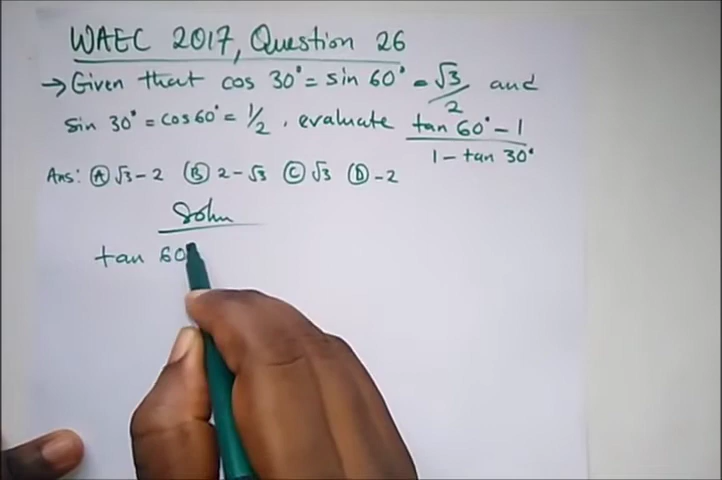 WAEC 2017, Question 26
→ Given that cos 30° = sin 60° = √3/2 and
sin 30° = cos 60° = 1/2, evaluate tan 60° - 1 / 1 - tan 30°
Ans: Ⓐ √3 - 2 Ⓑ 2 - √3 Ⓒ √3 Ⓓ -2
Soln
tan 60